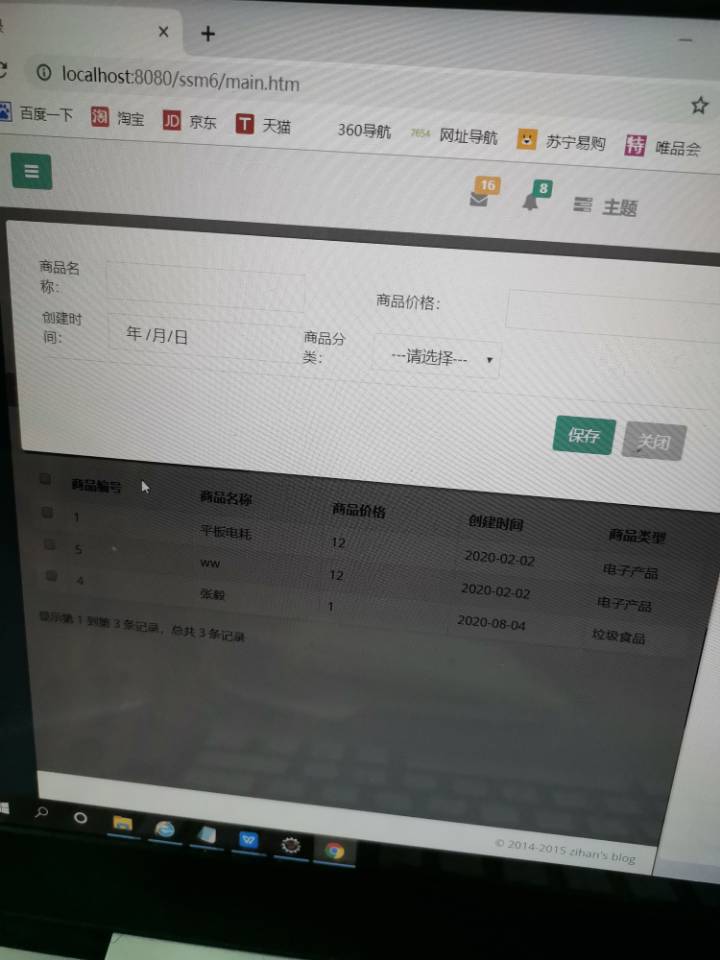 localhost:8080/ssm6/main.htm
百度一下 淘 淘宝 JD 京东 T 天猫 360导航 7654 网址导航 苏宁易购 特 唯品会
16 8 主题
商品名称: 商品价格:
创建时间: 年 /月/日 商品分类: ---请选择---
保存 关闭
商品编号 商品名称 商品价格 创建时间 商品类型
1 平板电耗 12 2020-02-02 电子产品
5 ww 12 2020-02-02 电子产品
4 张毅 1 2020-08-04 垃圾食品
显示第 1 到第 3 条记录，总共 3 条记录
© 2014-2015 zihan's blog